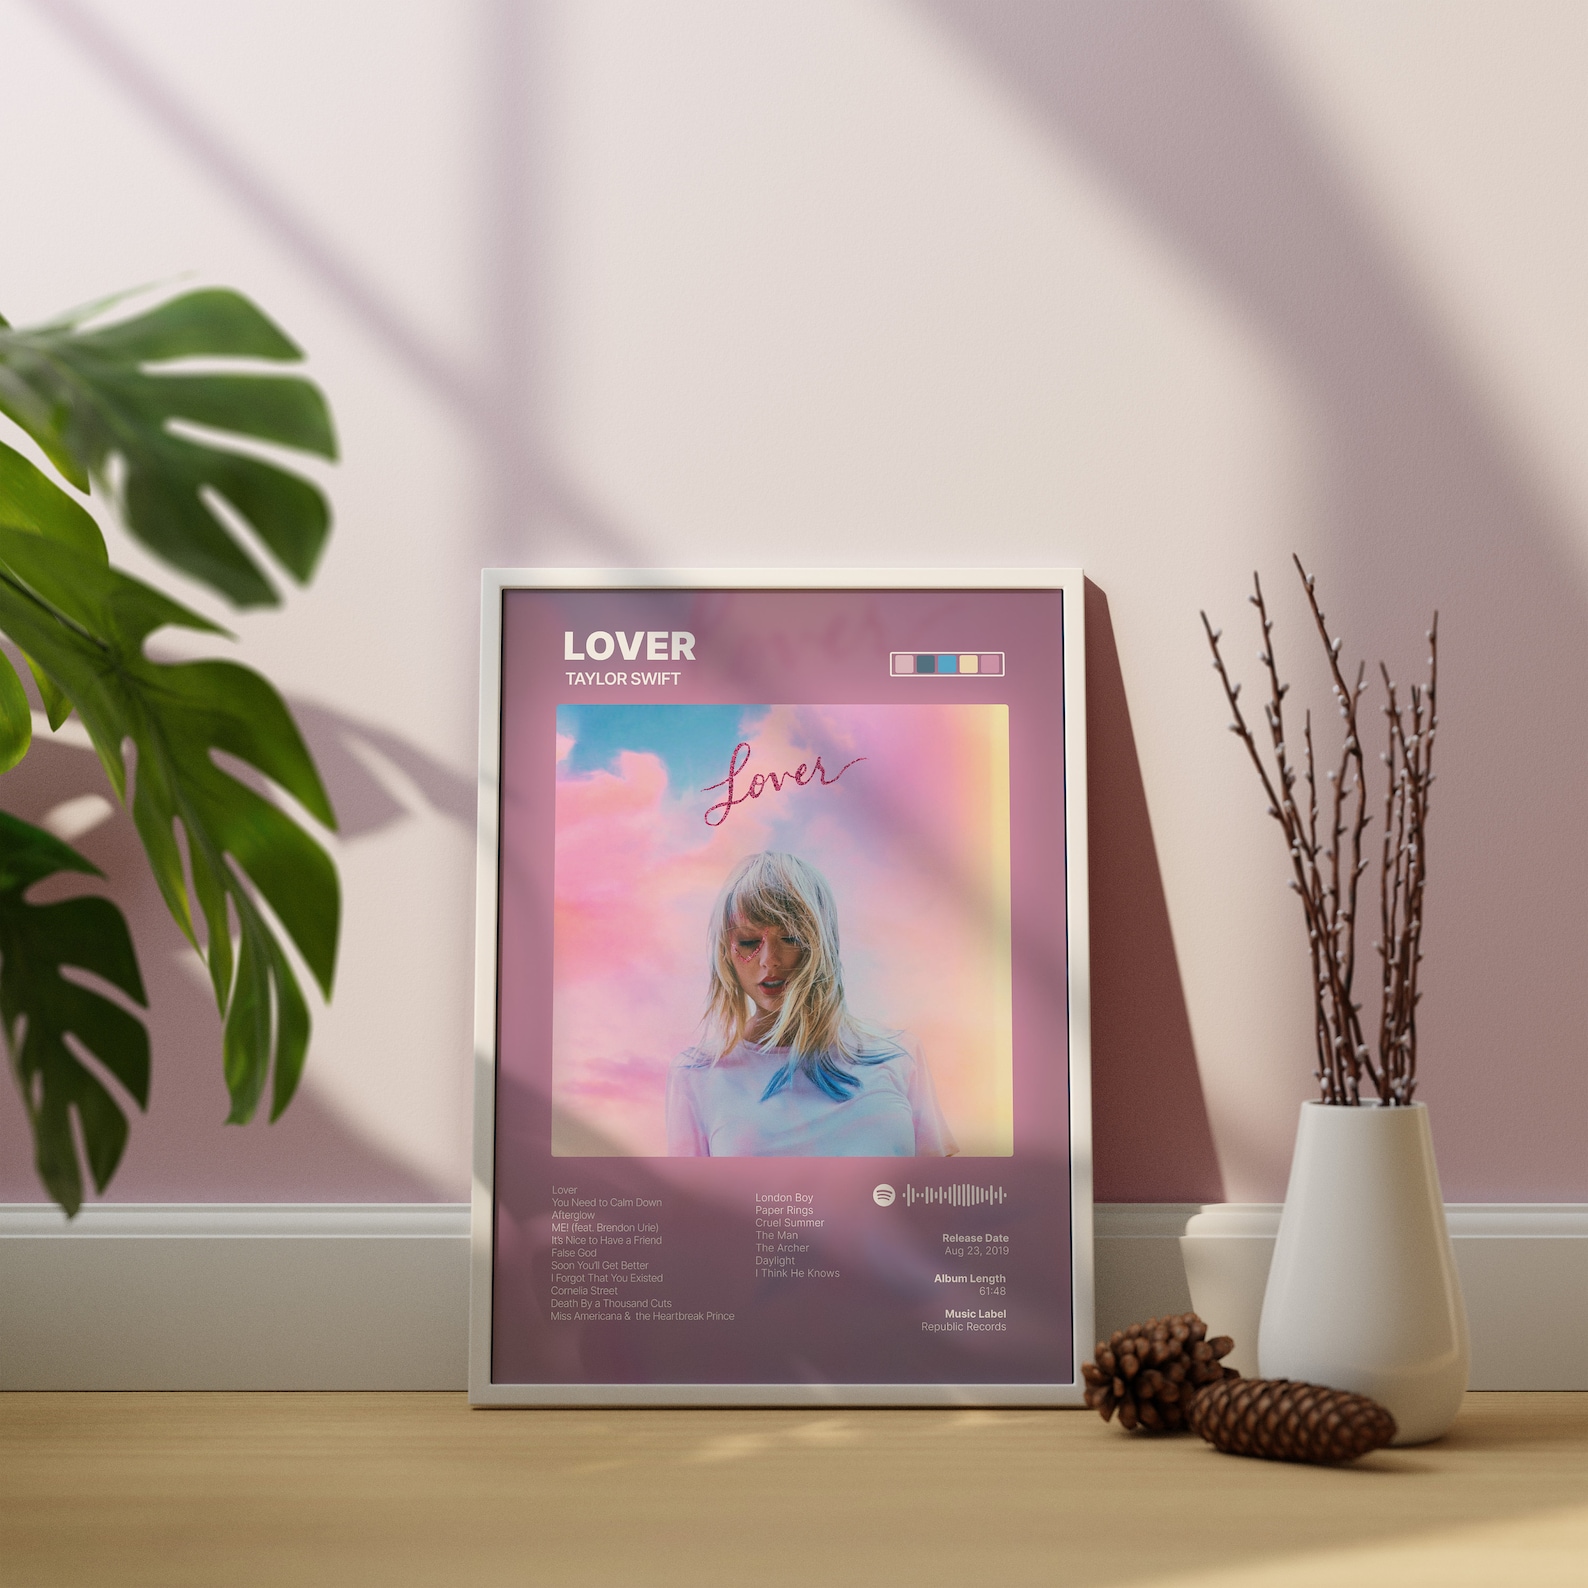 LOVER
TAYLOR SWIFT
Lover
Lover
You Need to Calm Down
Afterglow
ME! (feat. Brendon Urie)
It's Nice to Have a Friend
False God
Soon You'll Get Better
I Forgot That You Existed
Cornelia Street
Death By a Thousand Cuts
Miss Americana & the Heartbreak Prince
London Boy
Paper Rings
Cruel Summer
The Man
The Archer
Daylight
I Think He Knows
Release Date
Aug 23, 2019
Album Length
61:48
Music Label
Republic Records